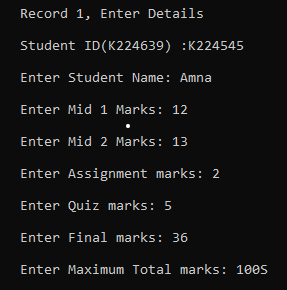 Record 1, Enter Details
Student ID(K224639) :K224545
Enter Student Name: Amna
Enter Mid 1 Marks: 12
Enter Mid 2 Marks: 13
Enter Assignment marks: 2
Enter Quiz marks: 5
Enter Final marks: 36
Enter Maximum Total marks: 100S